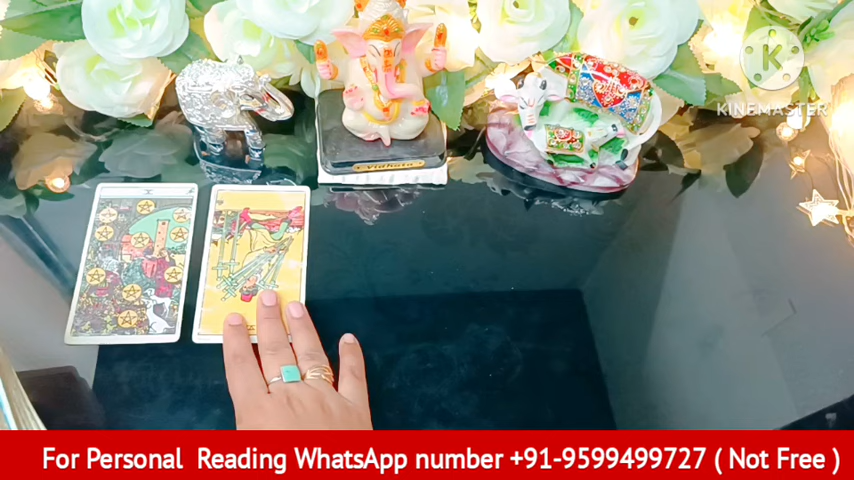 KINEMASTER
Vidhata
For Personal Reading WhatsApp number +91-9599499727 ( Not Free )